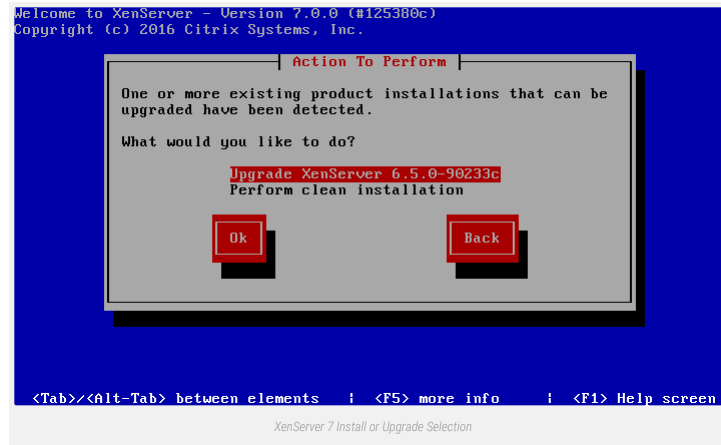 Welcome to XenServer - Version 7.0.0 (#125380c)
Copyright (c) 2016 Citrix Systems, Inc.
Action To Perform
One or more existing product installations that can be
upgraded have been detected.
What would you like to do?
Upgrade XenServer 6.5.0-90233c
Perform clean installation
Ok Back
<Tab>/<Alt-Tab> between elements | <F5> more info | <F1> Help screen
XenServer 7 Install or Upgrade Selection